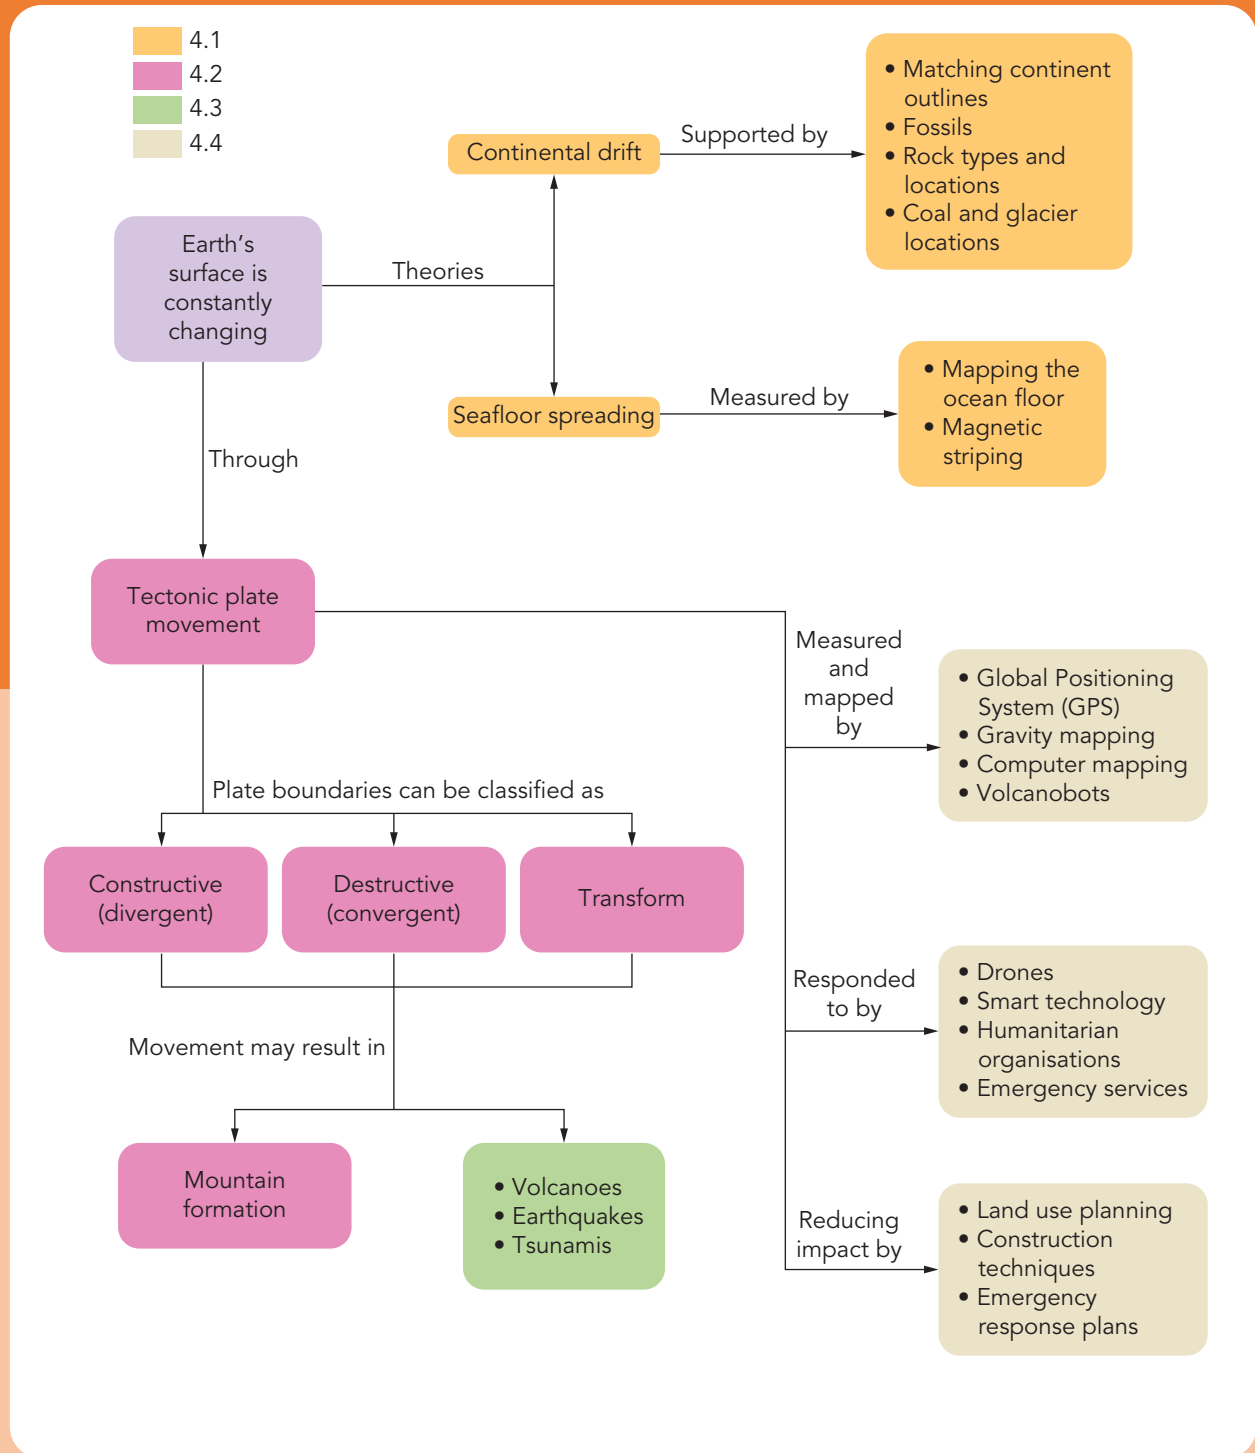 4.1
4.2
4.3
4.4
Earth's
surface is
constantly
changing
Theories
Continental drift
Supported by
• Matching continent
outlines
• Fossils
• Rock types and
locations
• Coal and glacier
locations
Seafloor spreading
Measured by
• Mapping the
ocean floor
• Magnetic
striping
Through
Tectonic plate
movement
Measured
and
mapped
by
• Global Positioning
System (GPS)
• Gravity mapping
• Computer mapping
• Volcanobots
Plate boundaries can be classified as
Constructive
(divergent)
Destructive
(convergent)
Transform
Responded
to by
• Drones
• Smart technology
• Humanitarian
organisations
• Emergency services
Movement may result in
Mountain
formation
• Volcanoes
• Earthquakes
• Tsunamis
Reducing
impact by
• Land use planning
• Construction
techniques
• Emergency
response plans